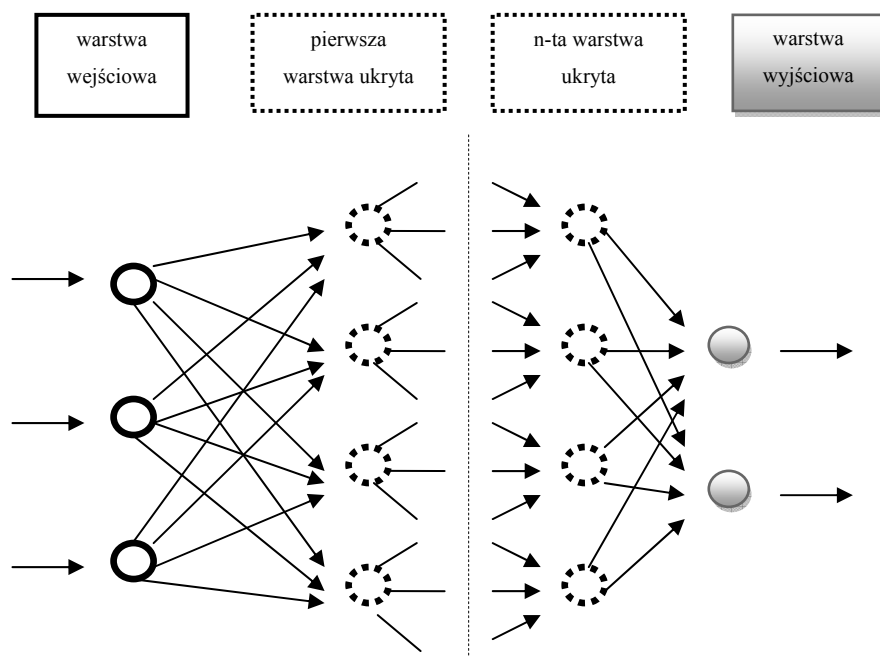 warstwa
wejściowa
pierwsza
warstwa ukryta
n-ta warstwa
ukryta
warstwa
wyjściowa